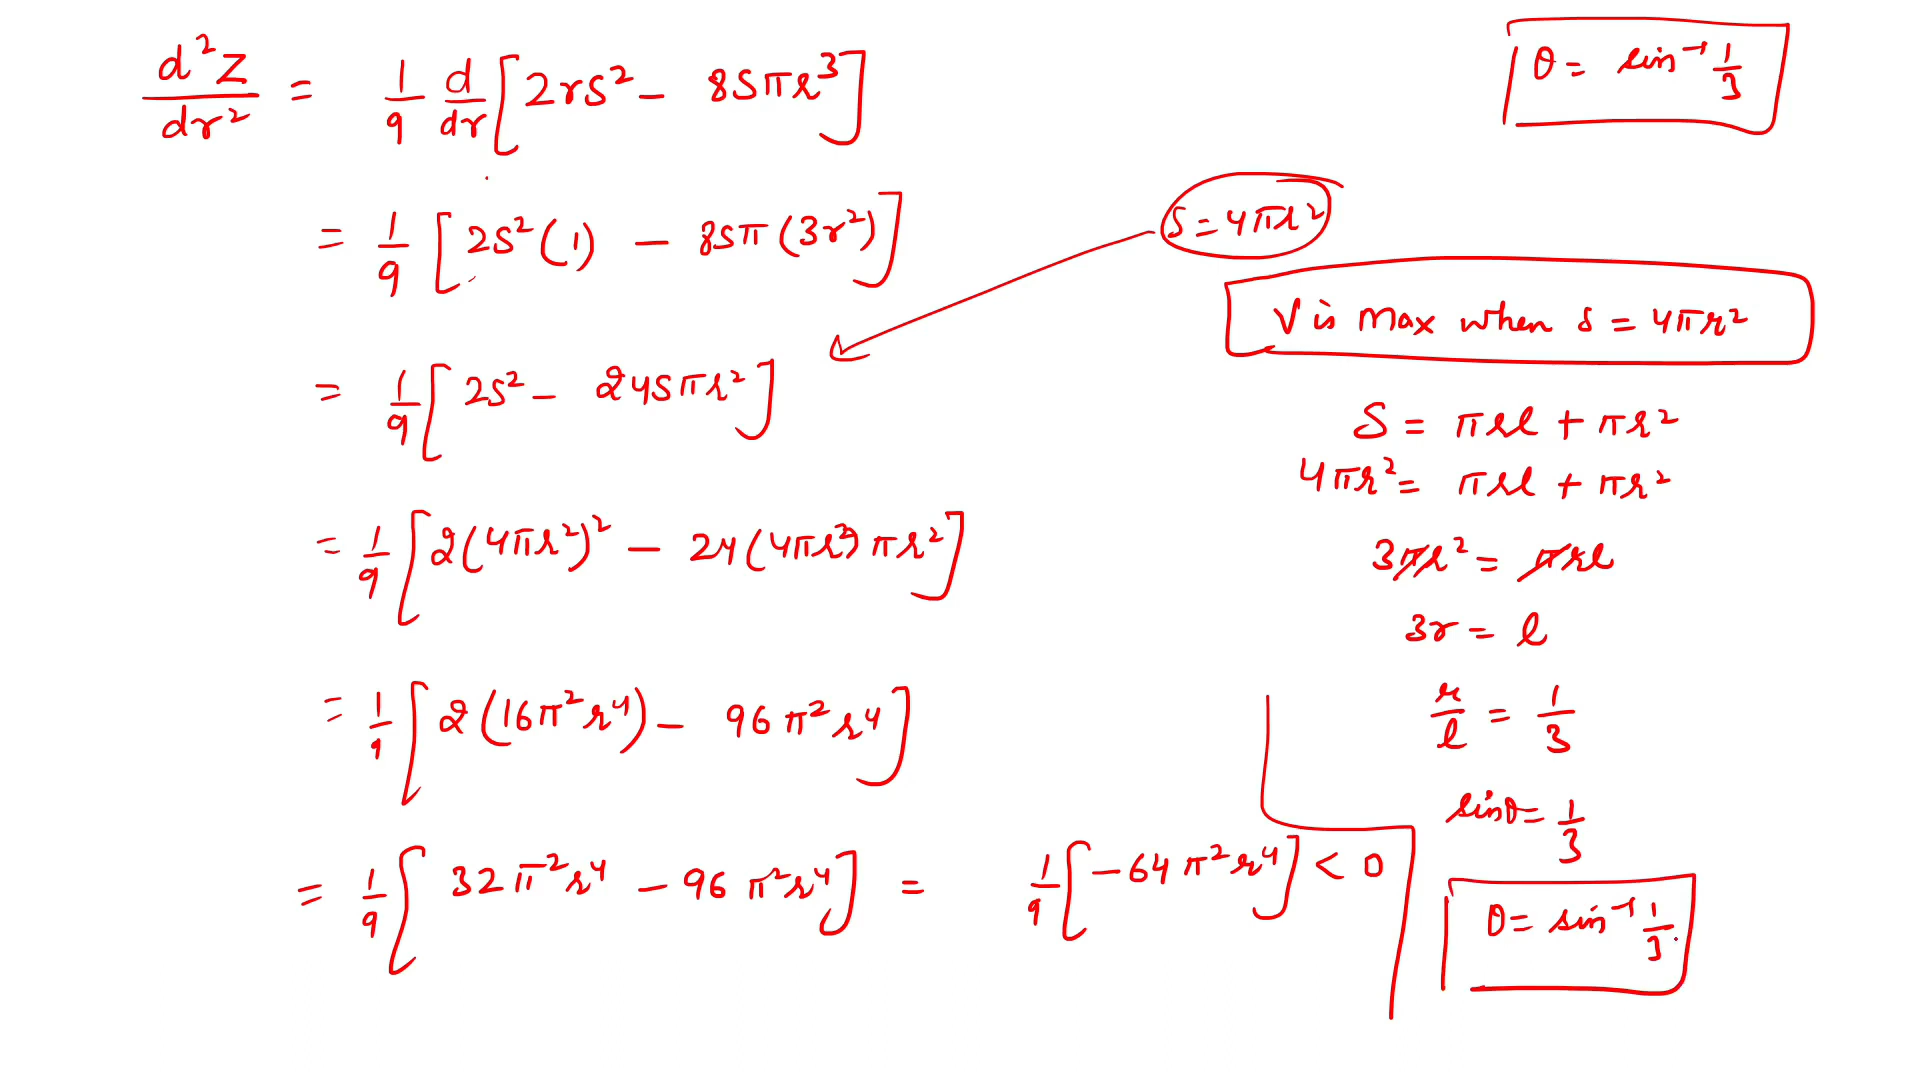 d²z/dr² = 1/9 d/dr [2rs² - 8sπr³]
= 1/9 [2s²(1) - 8sπ(3r²)]
= 1/9 [2s² - 24sπr²]
= 1/9 [2(4πr²)² - 24(4πr²) πr²]
= 1/9 [2(16π²r⁴) - 96π²r⁴]
= 1/9 [32π²r⁴ - 96π²r⁴] = 1/9 [-64π²r⁴] < 0
θ = sin⁻¹ 1/3
S = 4πr²
V is max when s = 4πr²
S = πrl + πr²
4πr² = πrl + πr²
3πr² = πrl
3r = l
r/l = 1/3
sinθ = 1/3
θ = sin⁻¹ 1/3.